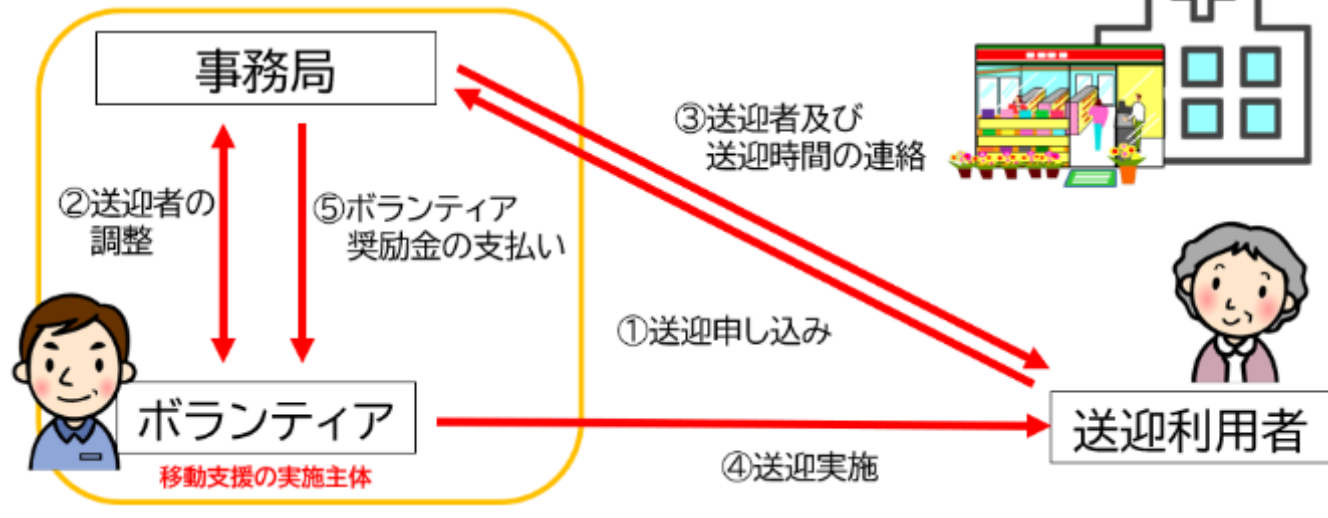 事務局
③送迎者及び
送迎時間の連絡
②送迎者の
調整
⑤ボランティア
奨励金の支払い
①送迎申し込み
ボランティア
送迎利用者
④送迎実施
移動支援の実施主体